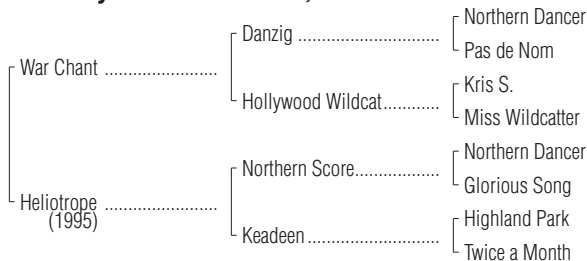 Northern Dancer
Danzig ................................
Pas de Nom
War Chant .........................
Kris S.
Hollywood Wildcat.............
Miss Wildcatter
Northern Dancer
Northern Score...................
Glorious Song
Heliotrope .........................
(1995)
Highland Park
Keadeen..............................
Twice a Month